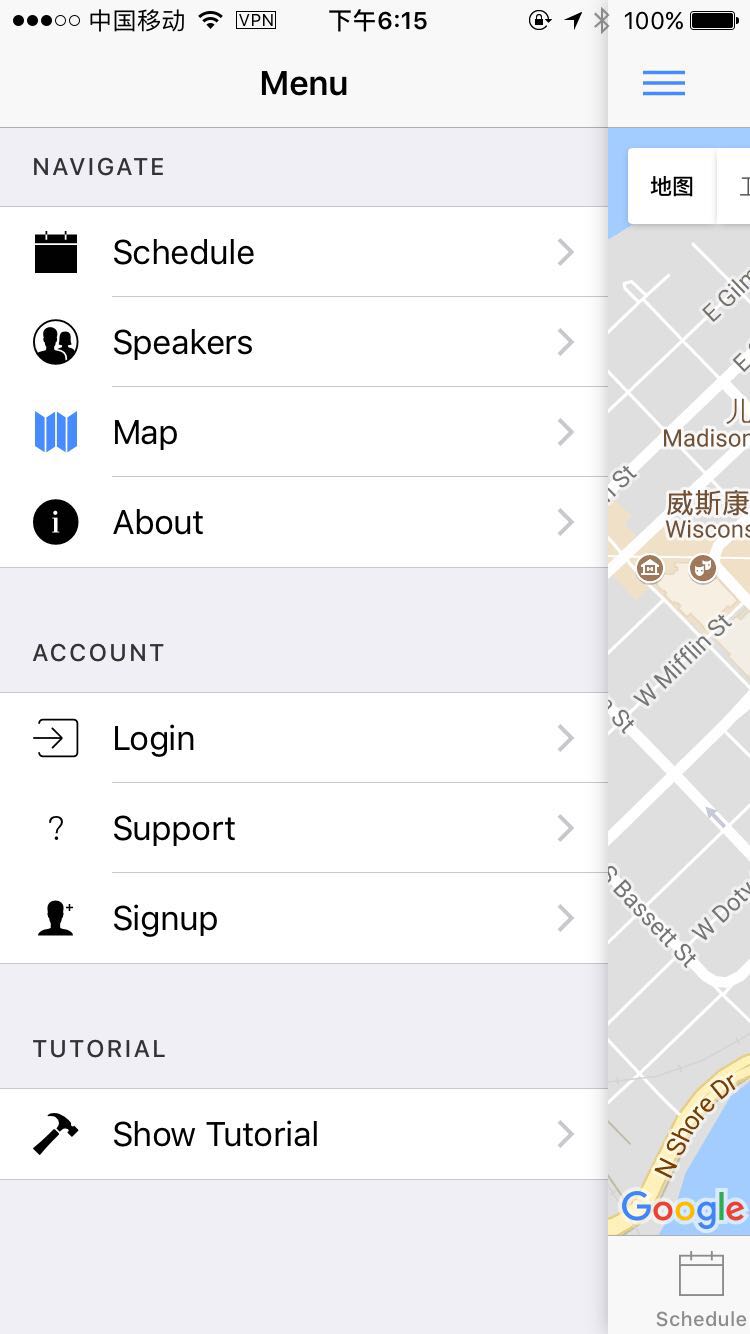 中国移动 VPN 下午6:15 100%
Menu
NAVIGATE
地图
Schedule
E Gilm
Speakers
Map
Madison
威斯康
Wiscons
About
St
W Mifflin St
ACCOUNT
St
Login
Support
S Bassett St
W Doty
Signup
TUTORIAL
N Shore Dr
Show Tutorial
Google
Schedule